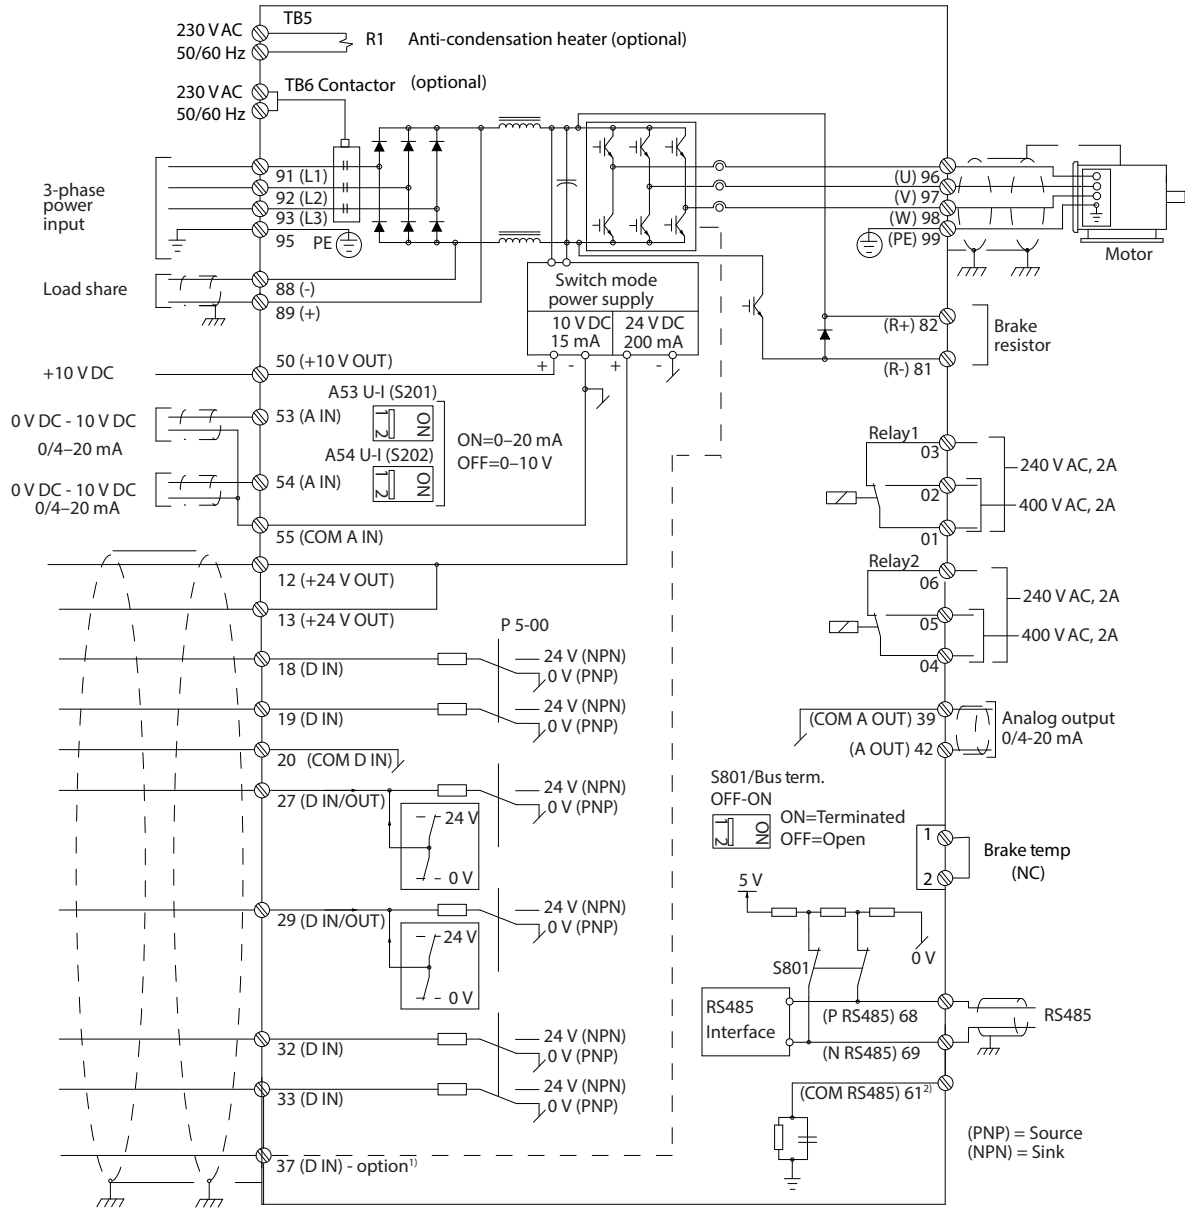 TB5
230 V AC
50/60 Hz
R1
Anti-condensation heater (optional)
TB6 Contactor (optional)
230 V AC
50/60 Hz
3-phase
power
input
91 (L1)
92 (L2)
93 (L3)
95
PE
Load share
88 (-)
89 (+)
Switch mode
power supply
10 V DC
15 mA
24 V DC
200 mA
+ - + -
(U) 96
(V) 97
(W) 98
(PE) 99
Motor
(R+) 82
(R-) 81
Brake
resistor
+10 V DC
50 (+10 V OUT)
0 V DC - 10 V DC
0/4–20 mA
53 (A IN)
A53 U-I (S201)
1 2
ON
A54 U-I (S202)
1 2
ON
ON=0–20 mA
OFF=0–10 V
0 V DC - 10 V DC
0/4–20 mA
54 (A IN)
55 (COM A IN)
12 (+24 V OUT)
13 (+24 V OUT)
P 5-00
18 (D IN)
24 V (NPN)
0 V (PNP)
19 (D IN)
24 V (NPN)
0 V (PNP)
20 (COM D IN)
27 (D IN/OUT)
24 V (NPN)
0 V (PNP)
24 V
0 V
29 (D IN/OUT)
24 V (NPN)
0 V (PNP)
24 V
0 V
32 (D IN)
24 V (NPN)
0 V (PNP)
33 (D IN)
24 V (NPN)
0 V (PNP)
37 (D IN) - option1)
Relay1
03
02
01
240 V AC, 2A
400 V AC, 2A
Relay2
06
05
04
240 V AC, 2A
400 V AC, 2A
(COM A OUT) 39
(A OUT) 42
Analog output
0/4-20 mA
S801/Bus term.
OFF-ON
1 2
ON
ON=Terminated
OFF=Open
1
2
Brake temp
(NC)
5 V
0 V
S801
RS485
Interface
(P RS485) 68
(N RS485) 69
RS485
(COM RS485) 61 2)
(PNP) = Source
(NPN) = Sink